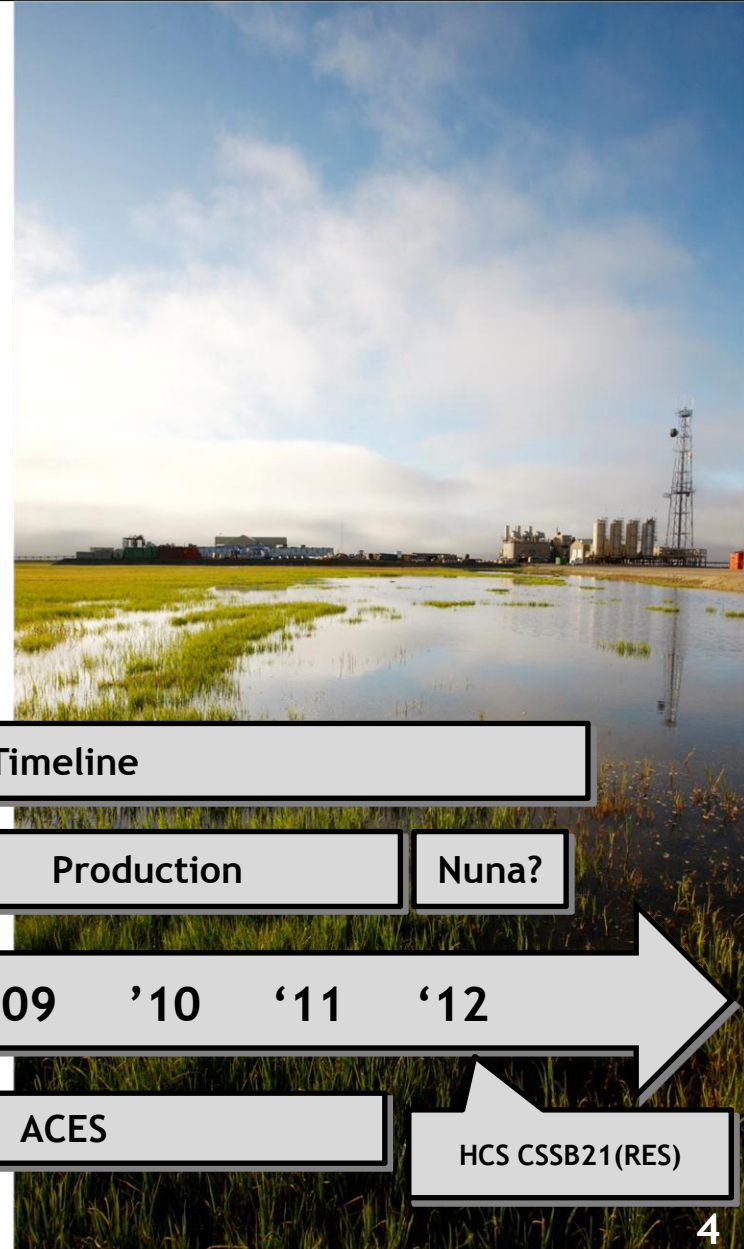 Timeline
Production
Nuna?
09 ’10 ‘11 ‘12
ACES
HCS CSSB21(RES)
4